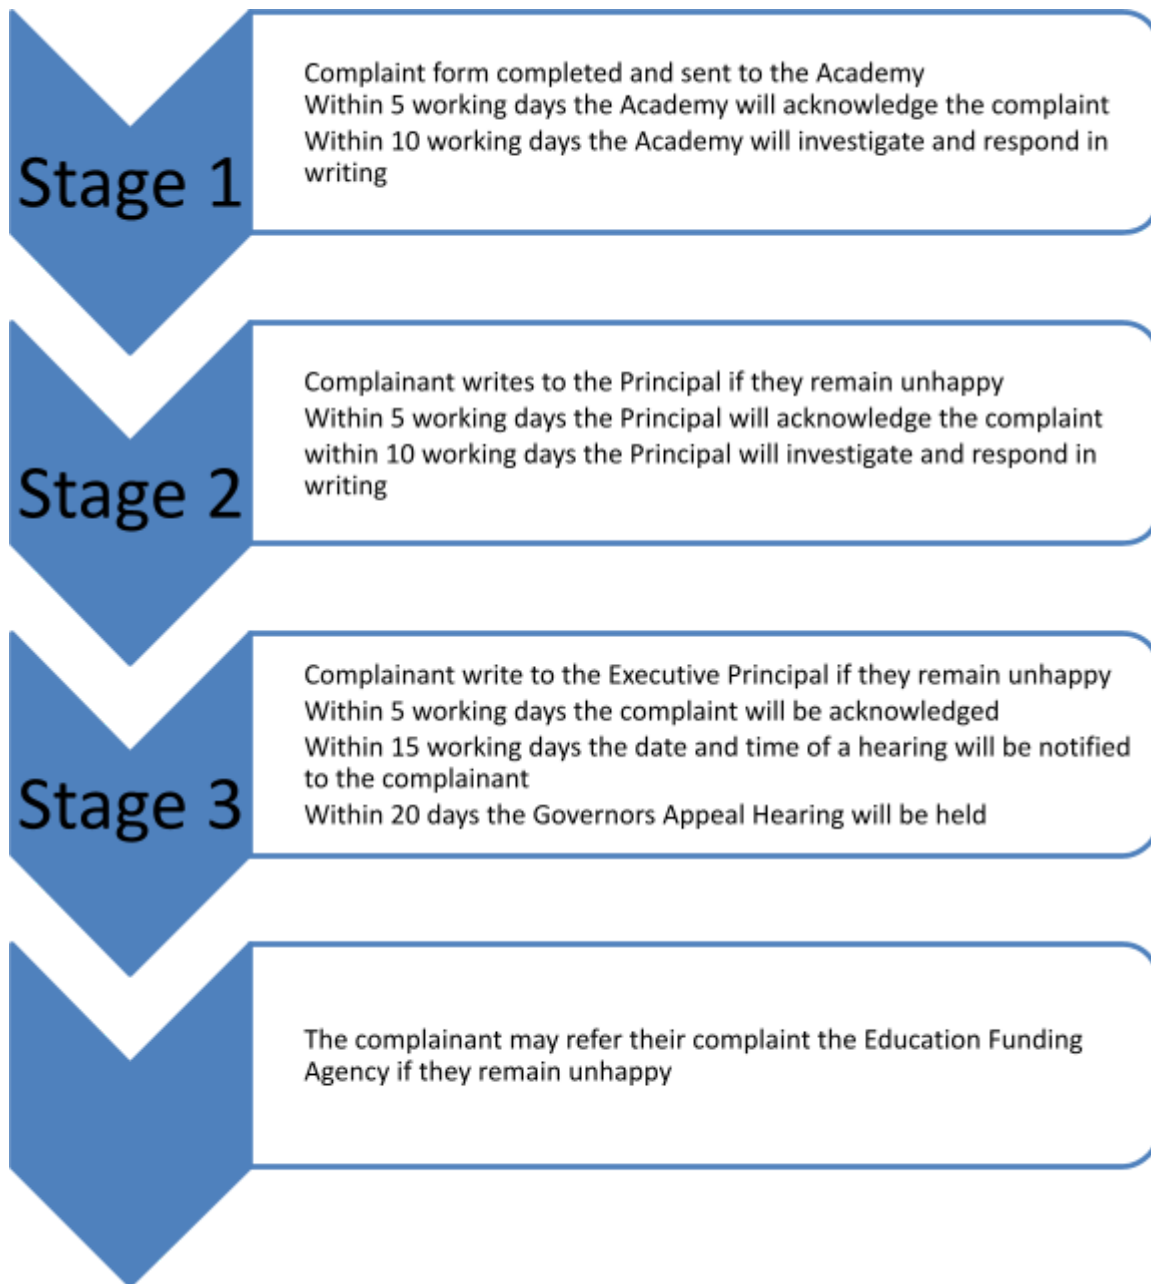 Stage 1
Complaint form completed and sent to the Academy
Within 5 working days the Academy will acknowledge the complaint
Within 10 working days the Academy will investigate and respond in
writing
Stage 2
Complainant writes to the Principal if they remain unhappy
Within 5 working days the Principal will acknowledge the complaint
within 10 working days the Principal will investigate and respond in
writing
Stage 3
Complainant write to the Executive Principal if they remain unhappy
Within 5 working days the complaint will be acknowledged
Within 15 working days the date and time of a hearing will be notified
to the complainant
Within 20 days the Governors Appeal Hearing will be held
The complainant may refer their complaint the Education Funding
Agency if they remain unhappy